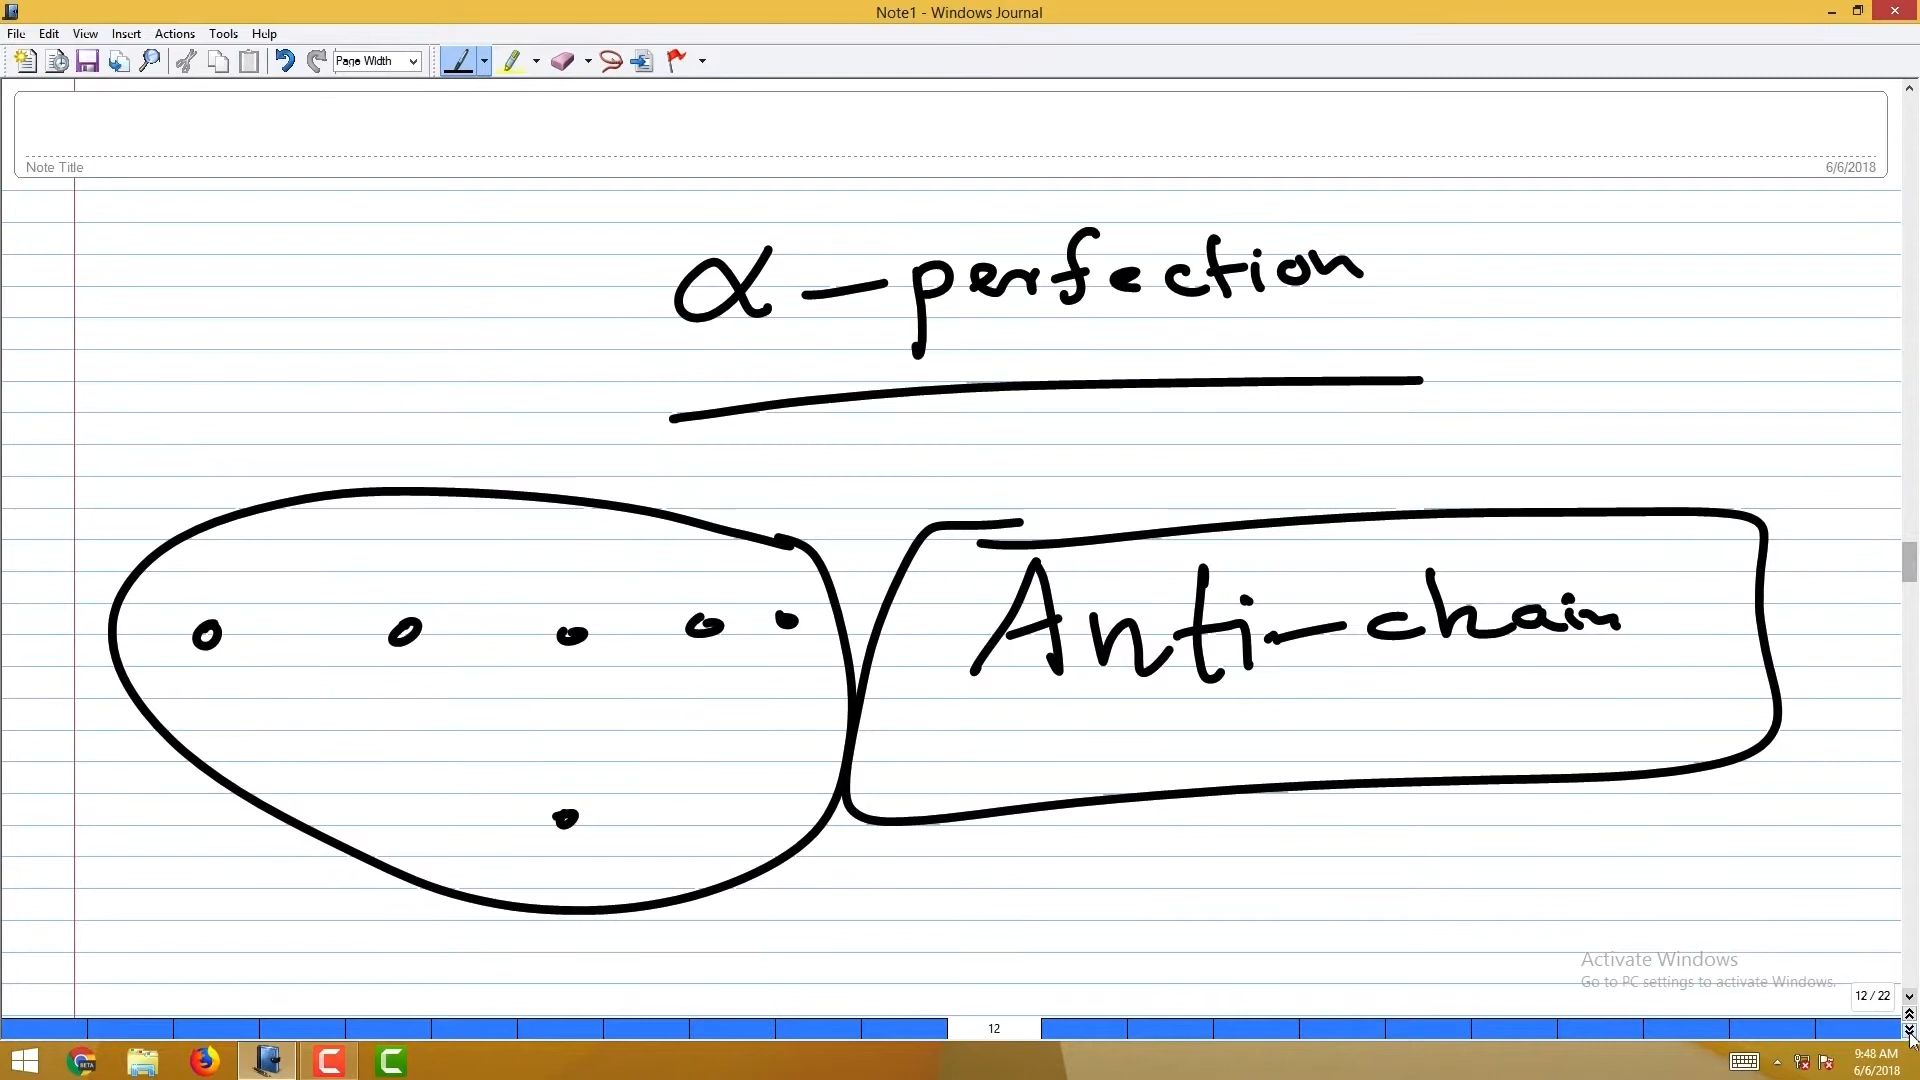 Note1 - Windows Journal
File Edit View Insert Actions Tools Help
Page Width
Note Title
6/6/2018
α-perfection
Anti-chain
Activate Windows
Go to PC settings to activate Windows.
12 / 22
12
BETA
9:48 AM
6/6/2018